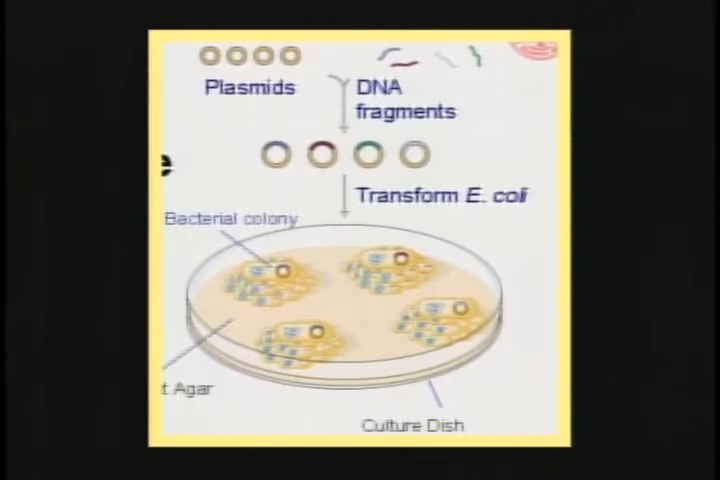 Plasmids
DNA
fragments
e
Transform E. coli
Bacterial colony
t Agar
Culture Dish